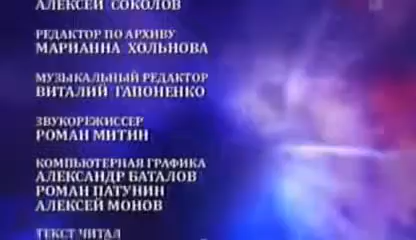 АЛЕКСЕЙ СОКОЛОВ
РЕДАКТОР ПО АРХИВУ
МАРИАННА ХОЛЬНОВА
МУЗЫКАЛЬНЫЙ РЕДАКТОР
ВИТАЛИЙ ГАПОНЕНКО
ЗВУКОРЕЖИССЕР
РОМАН МИТИН
КОМПЬЮТЕРНАЯ ГРАФИКА
АЛЕКСАНДР БАТАЛОВ
РОМАН ПАТУНИН
АЛЕКСЕЙ МОНОВ
ТЕКСТ ЧИТАЛ